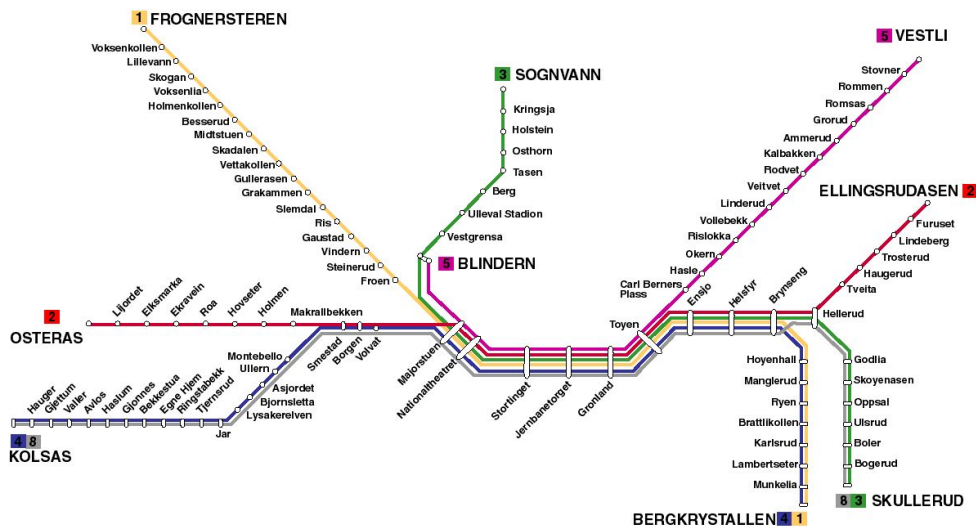 1 FROGNERSTEREN
Voksenkollen
Lillevann
Skogan
Voksenlia
Holmenkollen
Besserud
Midtstuen
Skadalen
Vettakollen
Gullerasen
Grakammen
Slemdal
Ris
Gaustad
Vindern
Steinerud
Froen
3 SOGNVANN
Kringsja
Holstein
Osthorn
Tasen
Berg
Ulleval Stadion
Vestgrensa
5 BLINDERN
5 VESTLI
Stovner
Rommen
Romsas
Grorud
Ammerud
Kalbakken
Rodvet
Veitvet
Linderud
Vollebekk
Rislokka
Okern
Hasle
Carl Berners
Plass
ELLINGSRUDASEN 2
Furuset
Lindeberg
Trosterud
Haugerud
Tveita
Hellerud
2
OSTERAS
Lijordet
Eiksmarka
Ekravein
Roa
Hovseter
Holmen
Makrallbekken
Smestad
Borgen
Volvat
Majorstuen
Nationaltheatret
Stortinget
Jernbanetorget
Gronland
Toyen
Ensjo
Helsfyr
Brynseng
Montebello
Ullern
Asjordet
Bjornsletta
Lysakerelven
Hauger
Gjettum
Valler
Avlos
Haslum
Gjonnes
Bekkestua
Egne Hjem
Ringstabekk
Tjernsrud
Jar
4 8
KOLSAS
Hoyenhall
Manglerud
Ryen
Brattlikollen
Karlsrud
Lambertseter
Munkelia
BERGKRYSTALLEN 4 1
Godlia
Skoyenasen
Oppsal
Ulsrud
Boler
Bogerud
8 3 SKULLERUD